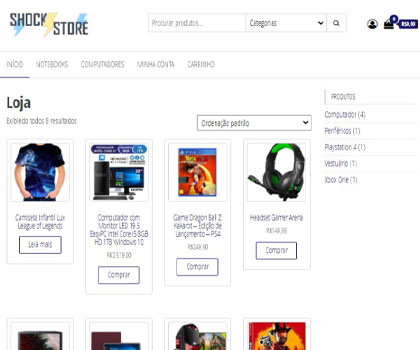 SHOCK STORE
Procurar produtos...
Categorias
0
R$0,00
INÍCIO
NOTEBOOKS
COMPUTADORES
MINHA CONTA
CARRINHO
Loja
Exibindo todos 8 resultados
Ordenação padrão
PRODUTOS
Computador (4)
Periféricos (1)
Playstation 4 (1)
Vestuário (1)
Xbox One (1)
Camiseta Infantil Lux
League of Legends
Leia mais
Computador com
Monitor LED 19.5
EasyPC Intel Core I5 8GB
HD 1TB Windows 10
R$2.519,00
Comprar
Game Dragon Ball Z
Kakarot – Edição de
Lançamento – PS4
R$249,90
Comprar
Headset Gamer Arena
R$149,99
Comprar